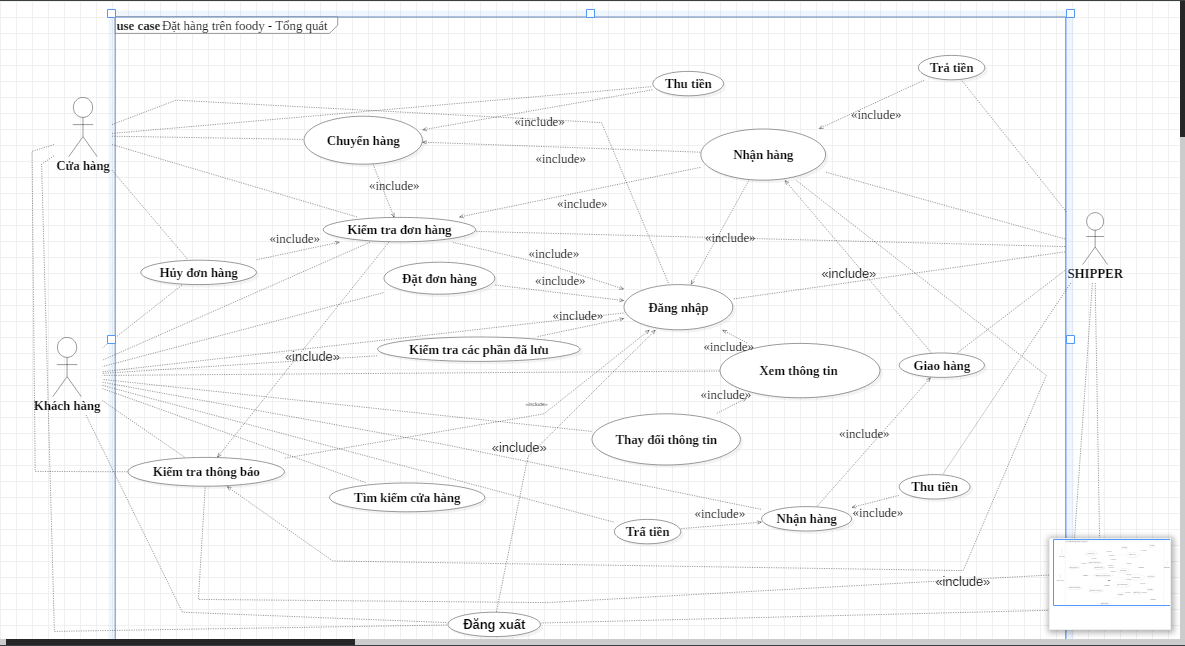 use case Đặt hàng trên foody - Tổng quát
Trả tiền
Thu tiền
«include»
«include»
Chuyển hàng
Nhận hàng
«include»
Cửa hàng
«include»
«include»
Kiểm tra đơn hàng
«include»
«include»
«include»
Hủy đơn hàng
Đặt đơn hàng
«include»
«include»
SHIPPER
Đăng nhập
«include»
«include»
Kiểm tra các phần đã lưu
«include»
Xem thông tin
Giao hàng
«include»
Khách hàng
«include»
«include»
Thay đổi thông tin
«include»
Kiểm tra thông báo
Tìm kiếm cửa hàng
Thu tiền
«include»
«include»
Nhận hàng
Trả tiền
«include»
Đăng xuất